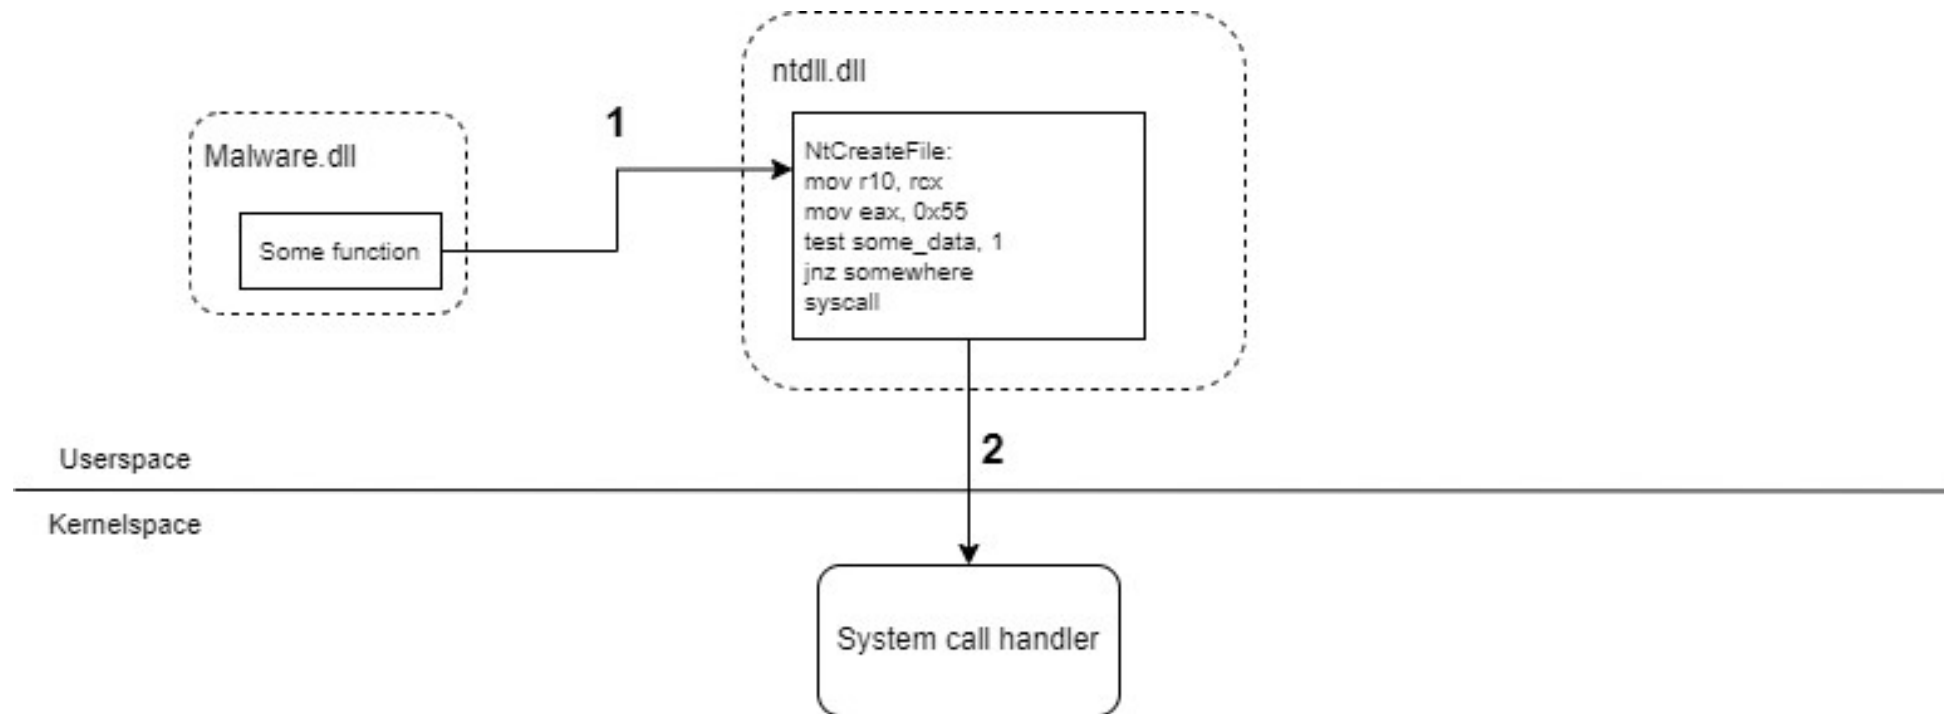 ntdll.dll
1
Malware.dll
NtCreateFile:
mov r10, rcx
mov eax, 0x55
test some_data, 1
jnz somewhere
syscall
Some function
2
Userspace
Kernelspace
System call handler